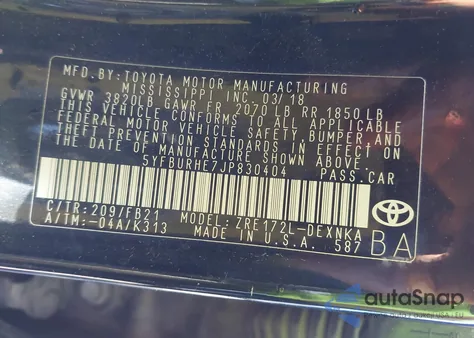 MFD.BY: TOYOTA MOTOR MANUFACTURING
MISSISSIPPI, INC. 03/18
GVWR 3820LB GAWR FR 2070LB RR 1850LB
THIS VEHICLE CONFORMS TO ALL APPLICABLE
FEDERAL MOTOR VEHICLE SAFETY, BUMPER, AND
THEFT PREVENTION STANDARDS IN EFFECT ON
THE DATE OF MANUFACTURE SHOWN ABOVE.
5YFBURHE7JP830404 PASS.CAR
C/TR:209/FB21 MODEL: ZRE172L-DEXNKA
A/TM:-04A/K313 MADE IN U.S.A. 587
TOYOTA
BA
autoSnap